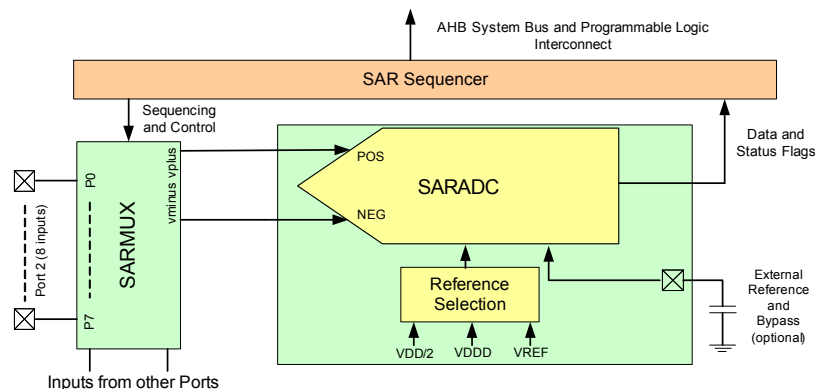 AHB System Bus and Programmable Logic
Interconnect
SAR Sequencer
Sequencing
and Control
Data and
Status Flags
vminus vplus
POS
NEG
SARADC
P0
Port 2 (8 inputs)
P7
SARMUX
Reference
Selection
External
Reference
and
Bypass
(optional)
VDD/2
VDDD
VREF
Inputs from other Ports